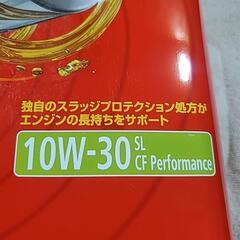 独自のスラッジプロテクション処方が
エンジンの長持ちをサポート
10W-30 SL
CF Performance